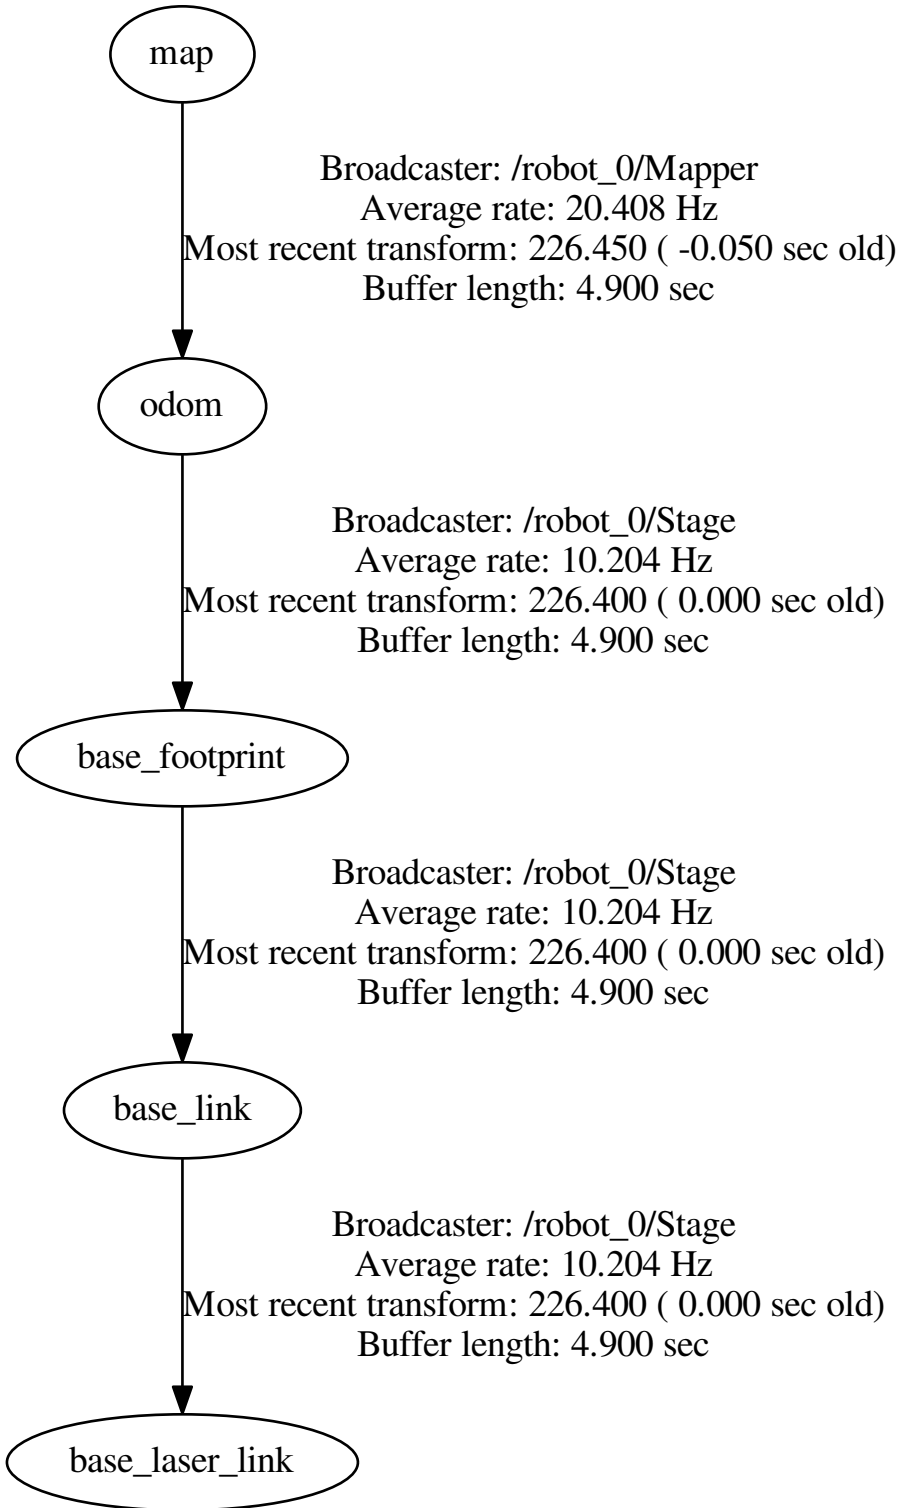 map
Broadcaster: /robot_0/Mapper
Average rate: 20.408 Hz
Most recent transform: 226.450 ( -0.050 sec old)
Buffer length: 4.900 sec
odom
Broadcaster: /robot_0/Stage
Average rate: 10.204 Hz
Most recent transform: 226.400 ( 0.000 sec old)
Buffer length: 4.900 sec
base_footprint
Broadcaster: /robot_0/Stage
Average rate: 10.204 Hz
Most recent transform: 226.400 ( 0.000 sec old)
Buffer length: 4.900 sec
base_link
Broadcaster: /robot_0/Stage
Average rate: 10.204 Hz
Most recent transform: 226.400 ( 0.000 sec old)
Buffer length: 4.900 sec
base_laser_link